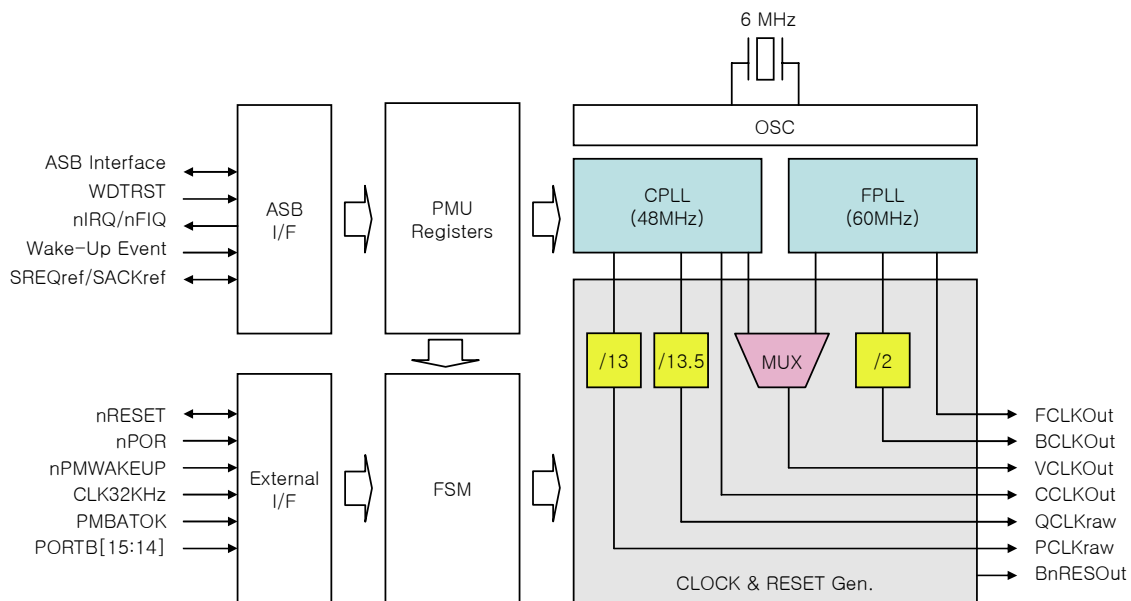 6 MHz
OSC
ASB Interface
WDTRST
nIRQ/nFIQ
Wake-Up Event
SREQref/SACKref
ASB
I/F
PMU
Registers
CPLL
(48MHz)
FPLL
(60MHz)
/13
/13.5
MUX
/2
nRESET
nPOR
nPMWAKEUP
CLK32KHz
PMBATOK
PORTB[15:14]
External
I/F
FSM
FCLKOut
BCLKOut
VCLKOut
CCLKOut
QCLKraw
PCLKraw
BnRESOut
CLOCK & RESET Gen.